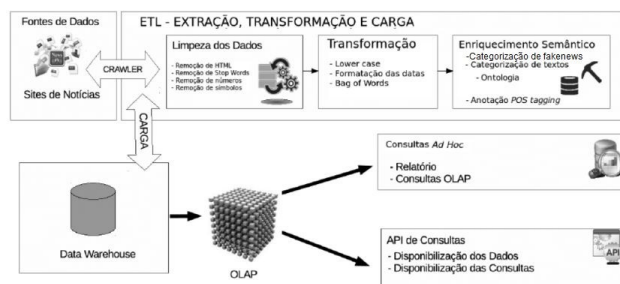 Fontes de Dados
Sites de Notícias
CRAWLER
ETL - EXTRAÇÃO, TRANSFORMAÇÃO E CARGA
Limpeza dos Dados
- Remoção de HTML
- Remoção de Stop Words
- Remoção de números
- Remoção de símbolos
Transformação
- Lower case
- Formatação das datas
- Bag of Words
Enriquecimento Semântico
-Categorização de fakenews
- Categorização de textos
- Ontologia
- Anotação POS tagging
CARGA
Data Warehouse
OLAP
Consultas Ad Hoc
- Relatório
- Consultas OLAP
API de Consultas
- Disponibilização dos Dados
- Disponibilização das Consultas
API